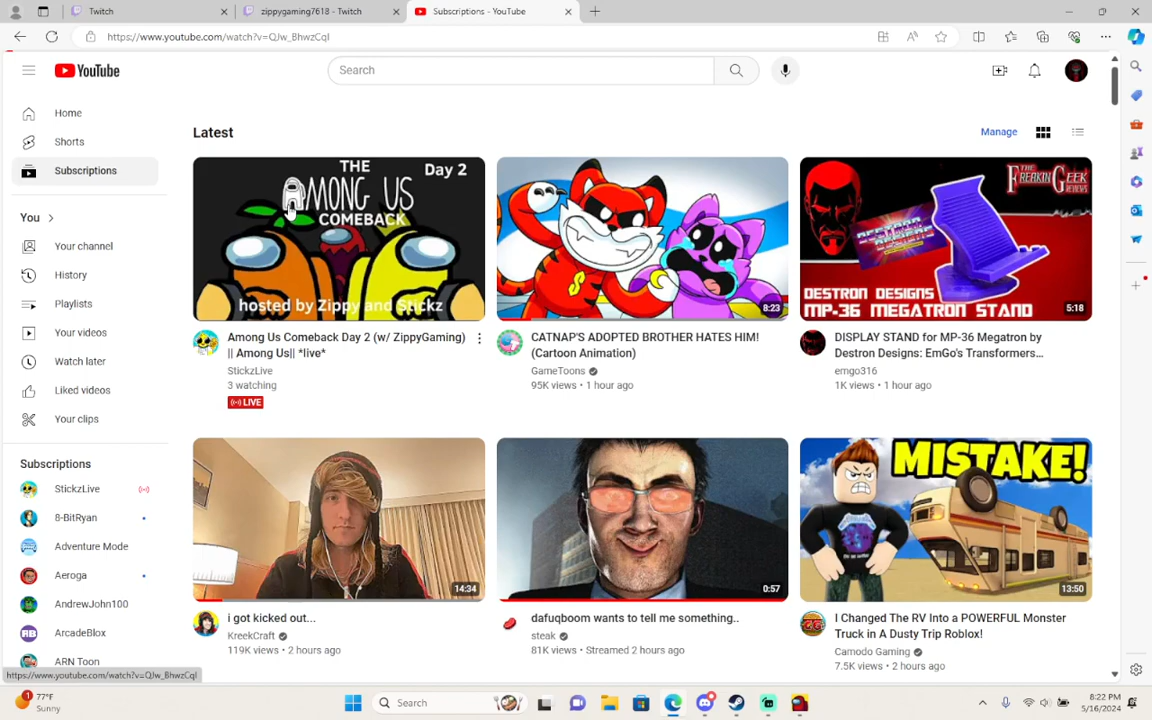 Twitch
zippygaming7618 - Twitch
Subscriptions - YouTube
https://www.youtube.com/watch?v=QJw_BhwzCqI
YouTube
Search
Home
Shorts
Subscriptions
You
Your channel
History
Playlists
Your videos
Watch later
Liked videos
Your clips
Subscriptions
StickzLive
8-BitRyan
Adventure Mode
Aeroga
AndrewJohn100
AB ArcadeBlox
ARN Toon
Latest
Manage
THE
AMONG US
COMEBACK
Day 2
hosted by Zippy and Stickz
Among Us Comeback Day 2 (w/ ZippyGaming)
|| Among Us|| *live*
StickzLive
3 watching
LIVE
8:23
CATNAP'S ADOPTED BROTHER HATES HIM!
(Cartoon Animation)
GameToons
95K views • 1 hour ago
THE
FREAKIN GEEK
REVIEWS
DESTRON
DESIGNS
DESTRON DESIGNS
MP-36 MEGATRON STAND
5:18
DISPLAY STAND for MP-36 Megatron by
Destron Designs: EmGo's Transformers...
emgo316
1K views • 1 hour ago
14:34
i got kicked out...
KreekCraft
119K views • 2 hours ago
0:57
dafuqboom wants to tell me something..
steak
81K views • Streamed 2 hours ago
MISTAKE!
13:50
I Changed The RV Into a POWERFUL Monster
Truck in A Dusty Trip Roblox!
Camodo Gaming
7.5K views • 2 hours ago
https://www.youtube.com/watch?v=QJw_BhwzCqI
1
77°F
Sunny
Search
8:22 PM
5/16/2024